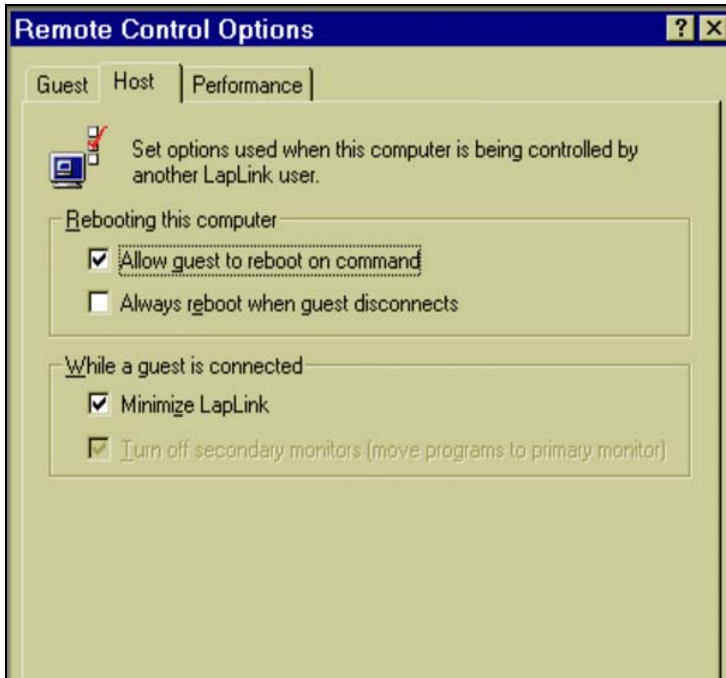 Remote Control Options
Guest
Host
Performance
Set options used when this computer is being controlled by
another LapLink user.
Rebooting this computer
Allow guest to reboot on command
Always reboot when guest disconnects
While a guest is connected
Minimize LapLink
Turn off secondary monitors (move programs to primary monitor)